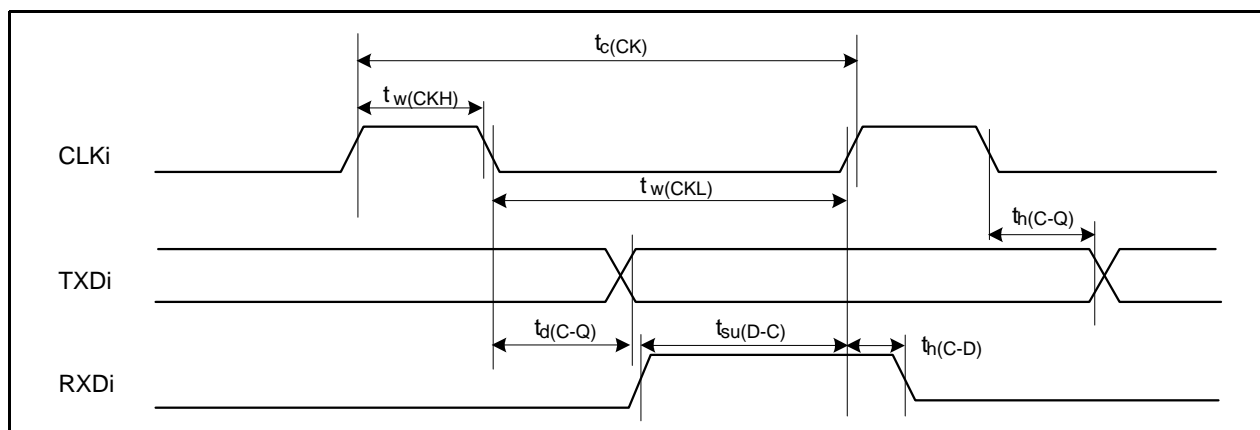 tc(CK)
tw(CKH)
CLKi
tw(CKL)
th(C-Q)
TXDi
td(C-Q)
tsu(D-C)
th(C-D)
RXDi